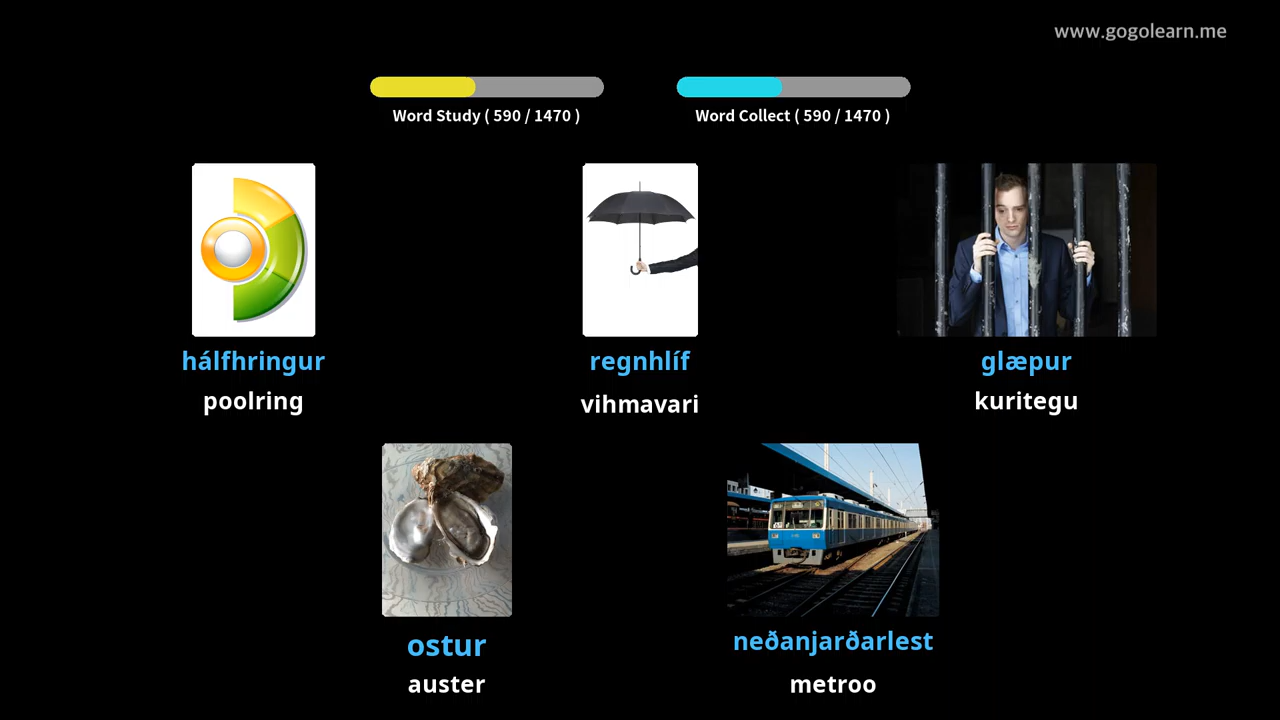 www.gogolearn.me
Word Study ( 590 / 1470 )
Word Collect ( 590 / 1470 )
hálfhringur
poolring
regnhlíf
vihmavari
glæpur
kuritegu
ostur
auster
neðanjarðarlest
metroo